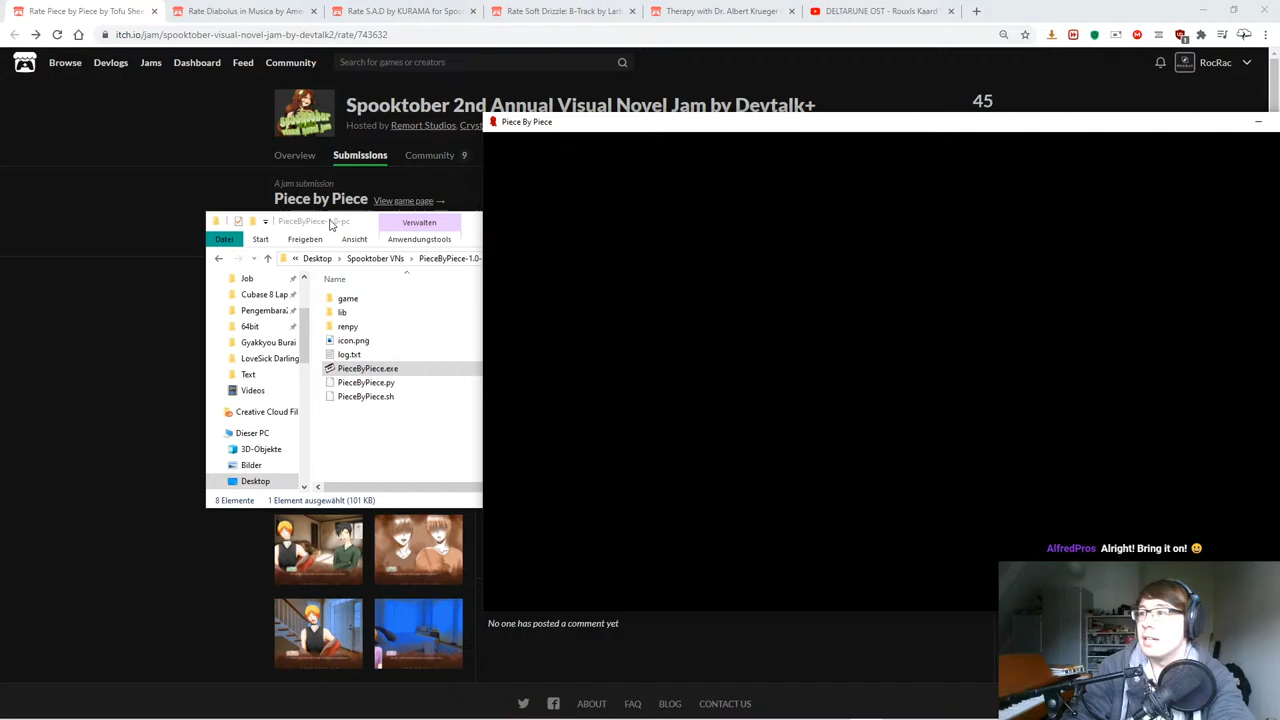 Rate Piece by Piece by Tofu Shee
Rate Diabolus in Musica by Ame
Rate S.A.D by KURAMA for Spoo
Rate Soft Drizzle: B-Track by Lart
Therapy with Dr. Albert Krueger
DELTARUNE OST - Rouxls Kaard
itch.io/jam/spooktober-visual-novel-jam-by-devtalk2/rate/743632
Browse
Devlogs
Jams
Dashboard
Feed
Community
Search for games or creators
RocRac
Spooktober 2nd Annual Visual Novel Jam by Devtalk+
45
Hosted by Remort Studios, Cryst
Piece By Piece
Overview
Submissions
Community 9
A jam submission
Piece by Piece View game page →
Verwalten
Datei
Start
Freigeben
Ansicht
Anwendungstools
« Desktop > Spooktober VNs > PieceByPiece-1.0-
Name
Job
Cubase 8 Lap
Pengembara
64bit
Gyakkyou Burai
LoveSick Darling
Text
Videos
Creative Cloud Fil
Dieser PC
3D-Objekte
Bilder
Desktop
game
lib
renpy
icon.png
log.txt
PieceByPiece.exe
PieceByPiece.py
PieceByPiece.sh
8 Elemente
1 Element ausgewählt (101 KB)
AlfredPros Alright! Bring it on! 😀
No one has posted a comment yet
ABOUT
FAQ
BLOG
CONTACT US